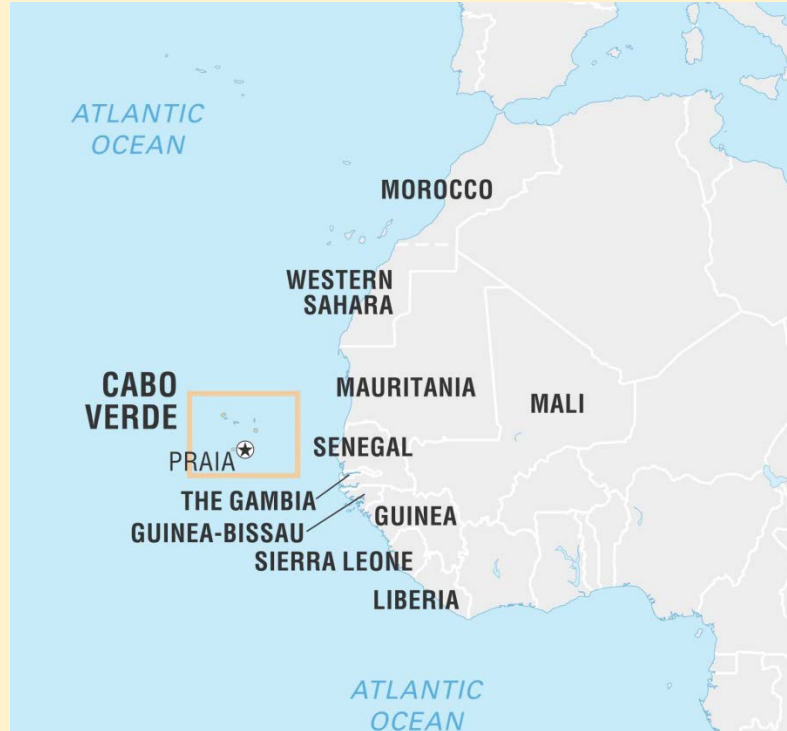 ATLANTIC
OCEAN
MOROCCO
WESTERN
SAHARA
CABO
VERDE
MAURITANIA
MALI
SENEGAL
PRAIA
THE GAMBIA
GUINEA
GUINEA-BISSAU
SIERRA LEONE
LIBERIA
ATLANTIC
OCEAN